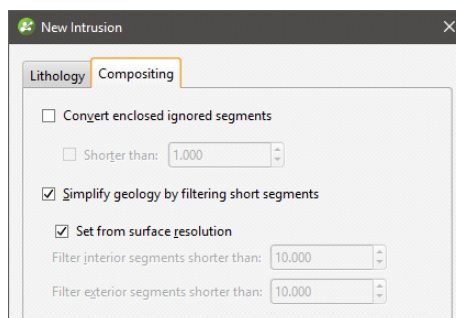 New Intrusion
Lithology Compositing
Convert enclosed ignored segments
Shorter than: 1.000
Simplify geology by filtering short segments
Set from surface resolution
Filter interior segments shorter than: 10.000
Filter exterior segments shorter than: 10.000